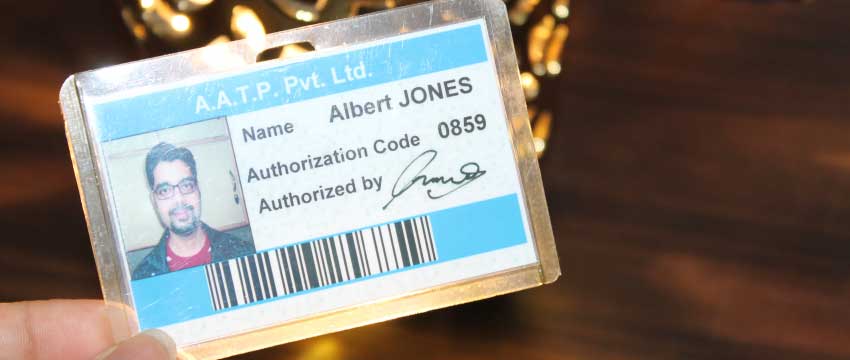 A.A.T.P. Pvt. Ltd.
Name Albert JONES
Authorization Code 0859
Authorized by